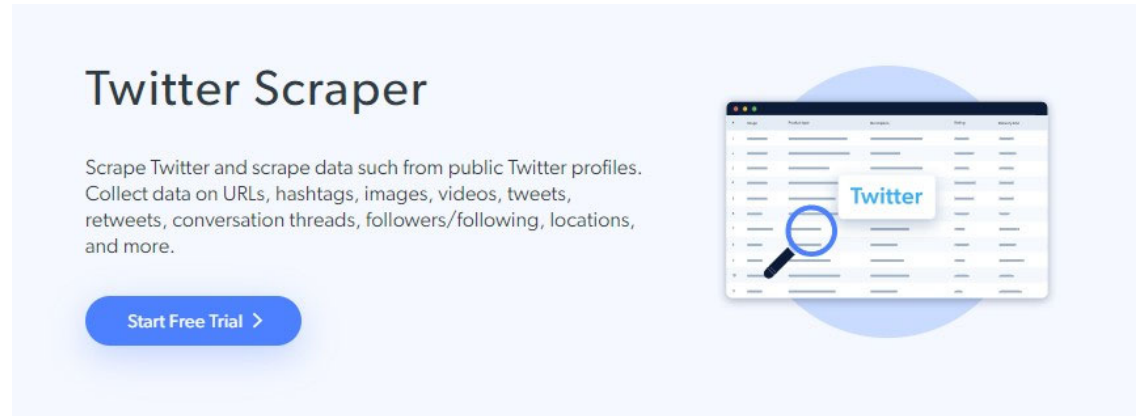 Twitter Scraper
Scrape Twitter and scrape data such from public Twitter profiles.
Collect data on URLs, hashtags, images, videos, tweets,
retweets, conversation threads, followers/following, locations,
and more.
Start Free Trial
Twitter